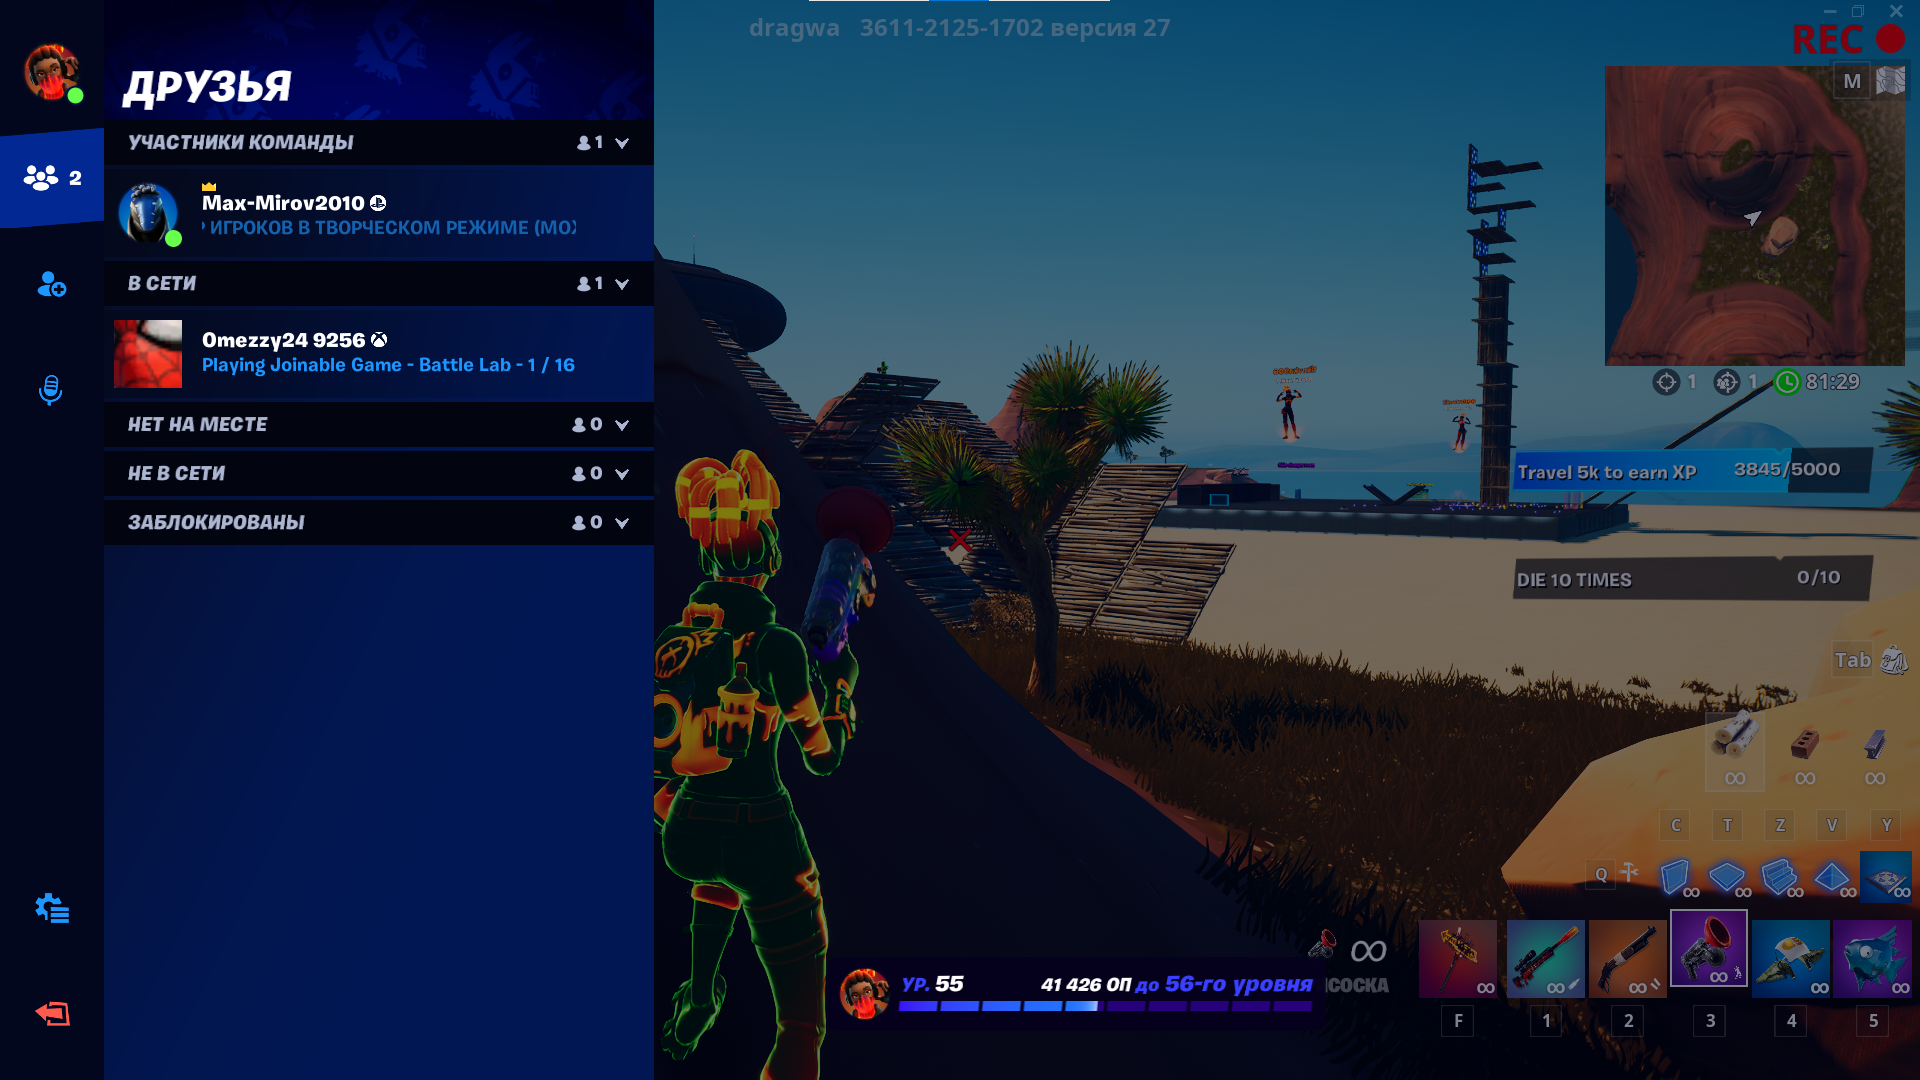 dragwa 3611-2125-1702 версия 27
REC
ДРУЗЬЯ
M
УЧАСТНИКИ КОМАНДЫ 1
2
Max-Mirov2010
ИГРОКОВ В ТВОРЧЕСКОМ РЕЖИМЕ
В СЕТИ 1
Omezzy24 9256
Playing Joinable Game - Battle Lab - 1 / 16
1 1 81:29
НЕТ НА МЕСТЕ 0
НЕ В СЕТИ 0
Travel 5k to earn XP 3845/5000
ЗАБЛОКИРОВАНЫ 0
DIE 10 TIMES 0/10
Tab
∞ ∞ ∞
C T Z V Y
Q ∞ ∞ ∞ ∞ ∞
∞
УР. 55 41 426 ОП до 56-го уровня
∞ ∞ ∞ ∞ ∞ ∞
F 1 2 3 4 5